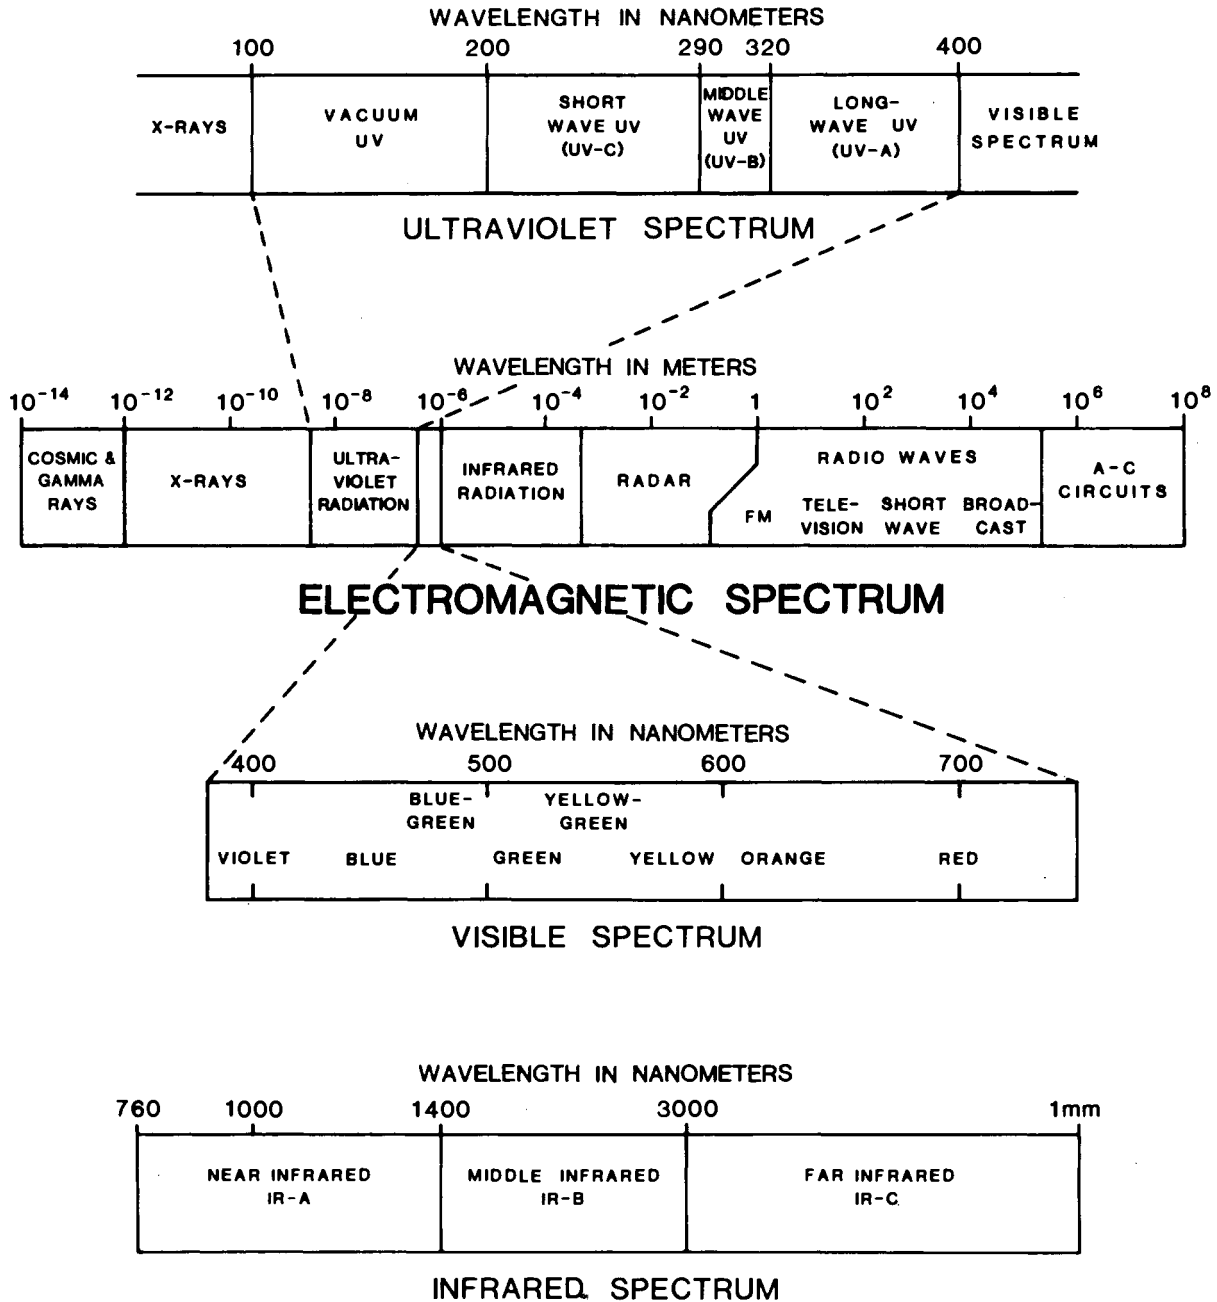 WAVELENGTH IN NANOMETERS
100 200 290 320 400
X-RAYS
VACUUM
UV
SHORT
WAVE UV
(UV-C)
MIDDLE
WAVE
UV
(UV-B)
LONG-
WAVE UV
(UV-A)
VISIBLE
SPECTRUM
ULTRAVIOLET SPECTRUM
WAVELENGTH IN METERS
10⁻¹⁴ 10⁻¹² 10⁻¹⁰ 10⁻⁸ 10⁻⁶ 10⁻⁴ 10⁻² 1 10² 10⁴ 10⁶ 10⁸
COSMIC &
GAMMA
RAYS
X-RAYS
ULTRA-
VIOLET
RADIATION
INFRARED
RADIATION
RADAR
RADIO WAVES
FM
TELE-
VISION
SHORT
WAVE
BROAD-
CAST
A-C
CIRCUITS
ELECTROMAGNETIC SPECTRUM
WAVELENGTH IN NANOMETERS
400 500 600 700
BLUE-
GREEN
YELLOW-
GREEN
VIOLET BLUE GREEN YELLOW ORANGE RED
VISIBLE SPECTRUM
WAVELENGTH IN NANOMETERS
760 1000 1400 3000 1mm
NEAR INFRARED
IR-A
MIDDLE INFRARED
IR-B
FAR INFRARED
IR-C
INFRARED SPECTRUM